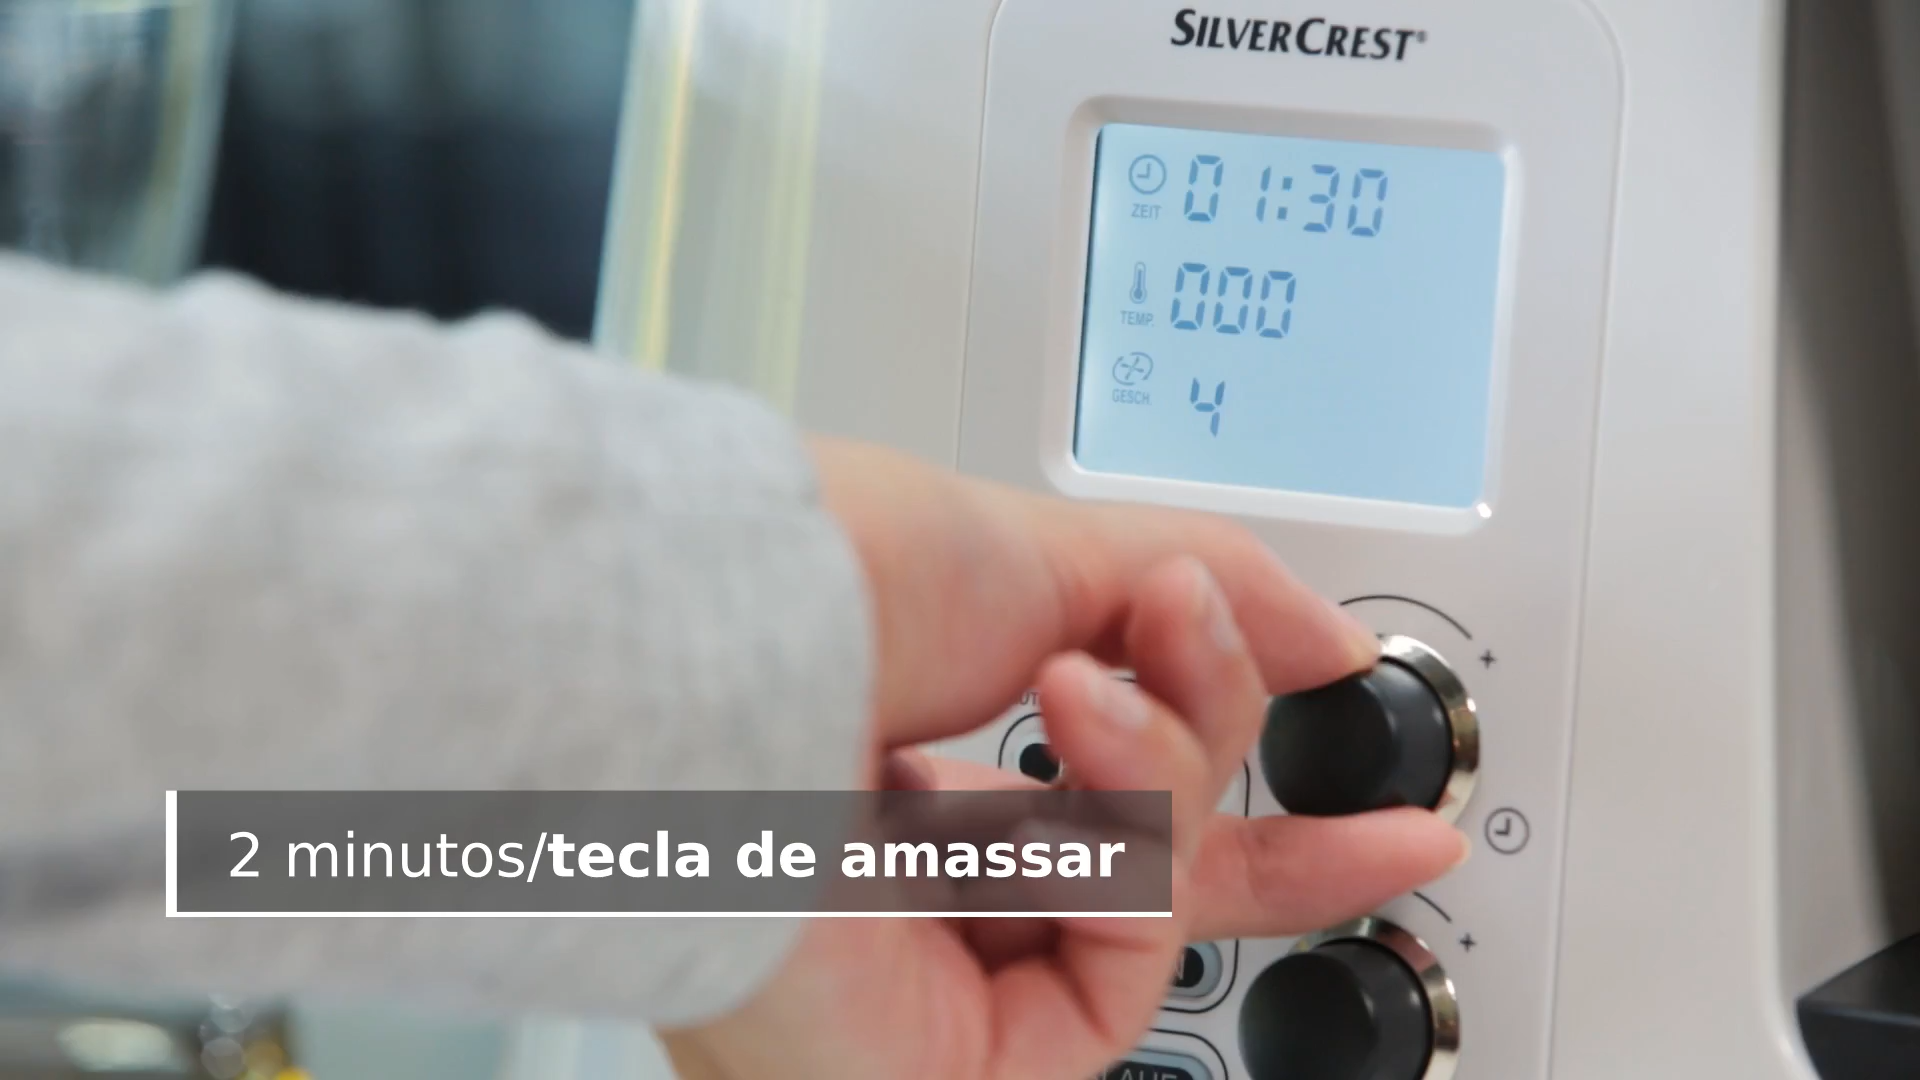 SILVERCREST®
01:30
ZEIT
000
TEMP.
4
GESCH.
+
+
2 minutos/tecla de amassar